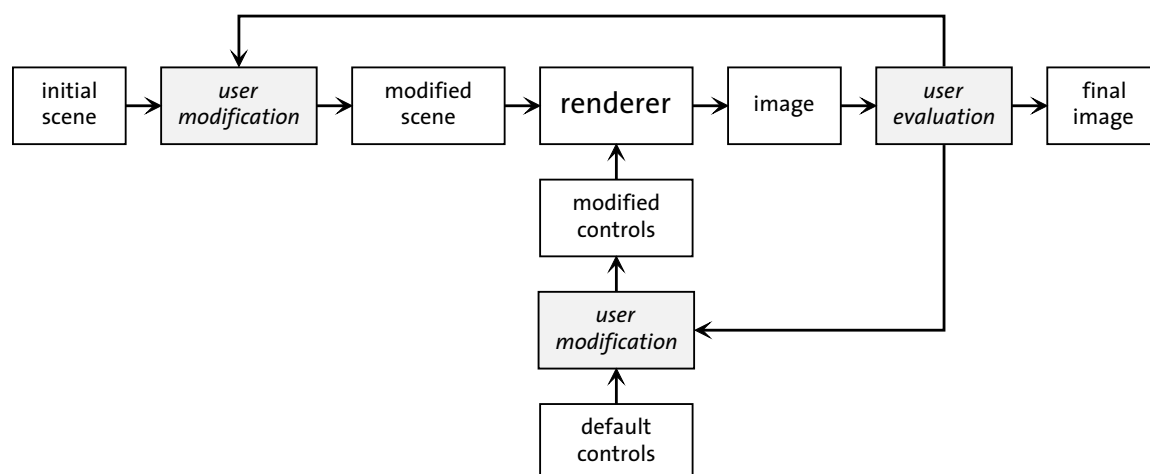 initial
scene
user
modification
modified
scene
renderer
image
user
evaluation
final
image
modified
controls
user
modification
default
controls